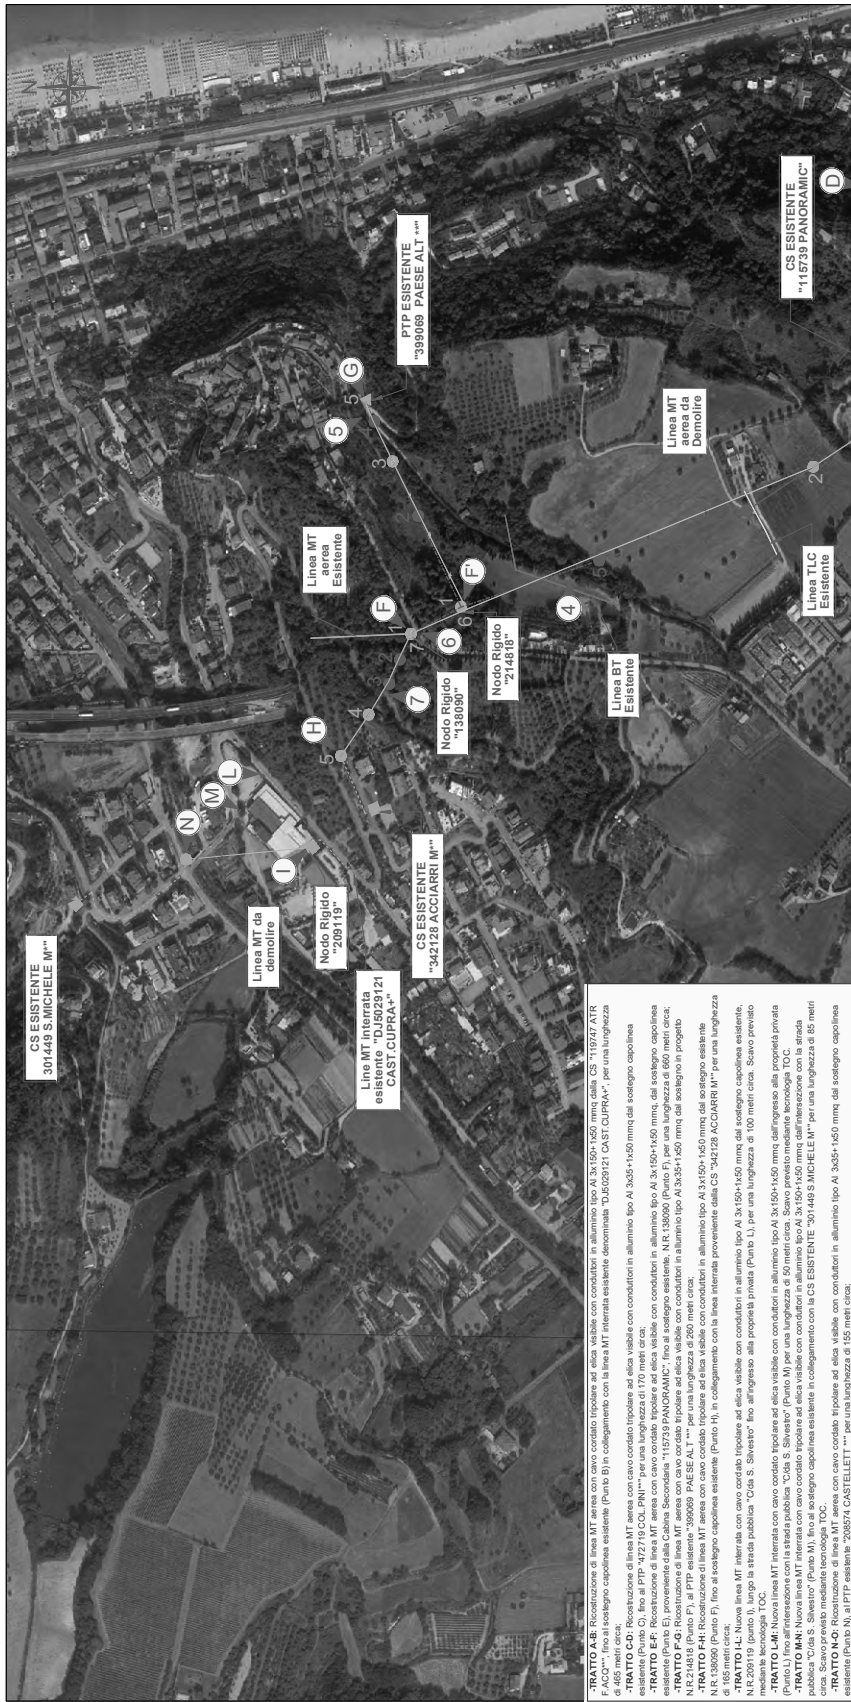 N
CS ESISTENTE
301449 S.MICHELE M*"
N
M
L
I
H
Linea MT da
demolire
Nodo Rigido
"209119"
Line MT interrata
esistente "DJ5029121
CAST.CUPRA+"
CS ESISTENTE
"342128 ACCIARRI M*"
5
4
7
Nodo Rigido
"138090"
Linea MT
aerea
Esistente
F
1
7
2
6
Nodo Rigido
"214818"
1
6
F'
2
3
5
5
G
PTP ESISTENTE
"399069 PAESE ALT **"
4
5
Linea BT
Esistente
Linea MT
aerea da
Demolire
Linea TLC
Esistente
2
CS ESISTENTE
"115739 PANORAMIC"
D
-TRATTO A-B: Ricostruzione di linea MT aerea con cavo cordato tripolare ad elica visibile con conduttori in alluminio tipo Al 3x150+1x50 mmq dalla CS "119747 ATR
F.ACQ**", fino al sostegno capolinea esistente (Punto B) in collegamento con la linea MT interrata esistente denominata "DJ5029121 CAST.CUPRA+", per una lunghezza
di 465 metri circa;
-TRATTO C-D: Ricostruzione di linea MT aerea con cavo cordato tripolare ad elica visibile con conduttori in alluminio tipo Al 3x35+1x50 mmq dal sostegno capolinea
esistente (Punto C), fino al PTP "472719 COL.PINI**" per una lunghezza di 170 metri circa;
-TRATTO E-F: Ricostruzione di linea MT aerea con cavo cordato tripolare ad elica visibile con conduttori in alluminio tipo Al 3x150+1x50 mmq, dal sostegno capolinea
esistente (Punto E), proveniente dalla Cabina Secondaria "115739 PANORAMIC", fino al sostegno esistente, N.R.138090 (Punto F), per una lunghezza di 660 metri circa;
-TRATTO F'-G: Ricostruzione di linea MT aerea con cavo cordato tripolare ad elica visibile con conduttori in alluminio tipo Al 3x35+1x50 mmq dal sostegno in progetto
N.R.214818 (Punto F'), al PTP esistente "399069 PAESE ALT **" per una lunghezza di 260 metri circa;
-TRATTO F-H: Ricostruzione di linea MT aerea con cavo cordato tripolare ad elica visibile con conduttori in alluminio tipo Al 3x150+1x50 mmq dal sostegno esistente
N.R.138090 (Punto F), fino al sostegno capolinea esistente (Punto H), in collegamento con la linea interrata proveniente dalla CS "342128 ACCIARRI M*" per una lunghezza
di 165 metri circa;
-TRATTO I-L: Nuova linea MT interrata con cavo cordato tripolare ad elica visibile con conduttori in alluminio tipo Al 3x150+1x50 mmq dal sostegno capolinea esistente,
N.R.209119 (punto I), lungo la strada pubblica "C/da S. Silvestro" fino all'ingresso alla proprietà privata (Punto L), per una lunghezza di 100 metri circa. Scavo previsto
mediante tecnologia TOC.
-TRATTO L-M: Nuova linea MT interrata con cavo cordato tripolare ad elica visibile con conduttori in alluminio tipo Al 3x150+1x50 mmq dall'ingresso alla proprietà privata
(Punto L) fino all'intersezione con la strada pubblica "C/da S. Silvestro" (Punto M) per una lunghezza di 50 metri circa. Scavo previsto mediante tecnologia TOC.
-TRATTO M-N: Nuova linea MT interrata con cavo cordato tripolare ad elica visibile con conduttori in alluminio tipo Al 3x150+1x50 mmq dall'intersezione con la strada
pubblica "C/da S. Silvestro" (Punto M), fino al sostegno capolinea esistente in collegamento con la CS ESISTENTE "301449 S.MICHELE M*" per una lunghezza di 85 metri
circa. Scavo previsto mediante tecnologia TOC.
-TRATTO N-O: Ricostruzione di linea MT aerea con cavo cordato tripolare ad elica visibile con conduttori in alluminio tipo Al 3x35+1x50 mmq dal sostegno capolinea
esistente (Punto N), al PTP esistente "208574 CASTELLETT **" per una lunghezza di 155 metri circa;